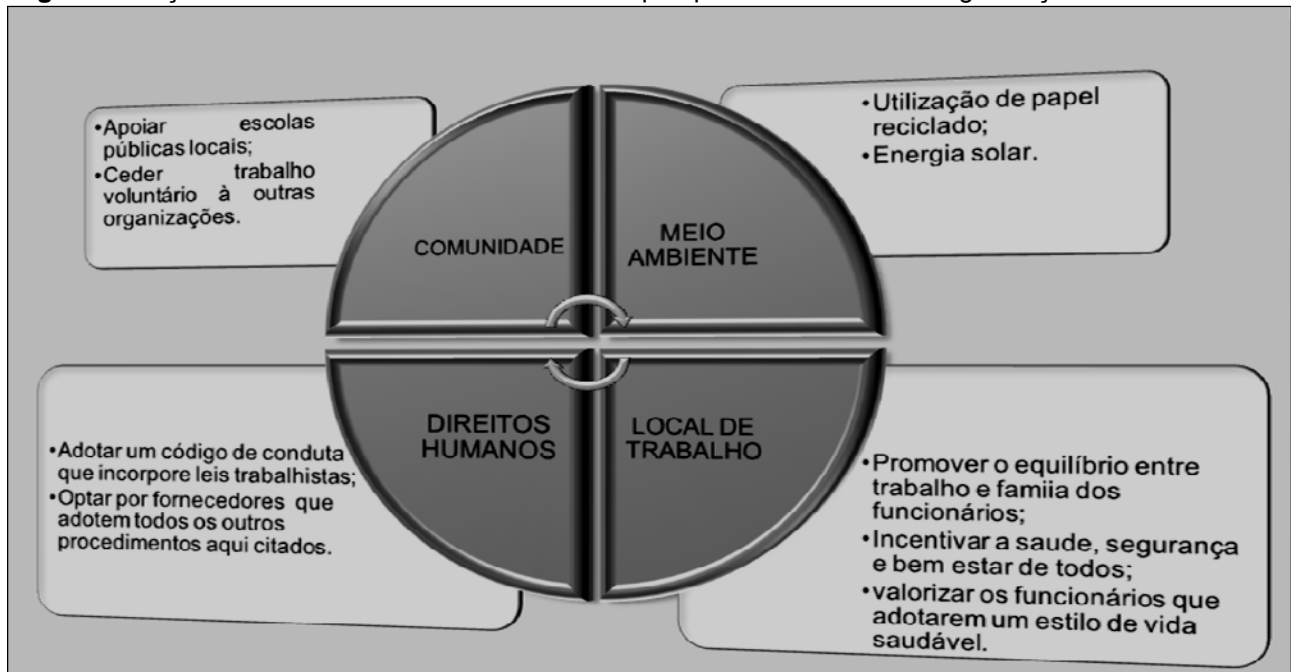 •Apoiar escolas
públicas locais;
•Ceder trabalho
voluntário à outras
organizações.
COMUNIDADE
MEIO
AMBIENTE
•Utilização de papel
reciclado;
•Energia solar.
DIREITOS
HUMANOS
•Adotar um código de conduta
que incorpore leis trabalhistas;
•Optar por fornecedores que
adotem todos os outros
procedimentos aqui citados.
LOCAL DE
TRABALHO
•Promover o equilíbrio entre
trabalho e famiia dos
funcionários;
•Incentivar a saude, segurança
e bem estar de todos;
•valorizar os funcionários que
adotarem um estilo de vida
saudável.